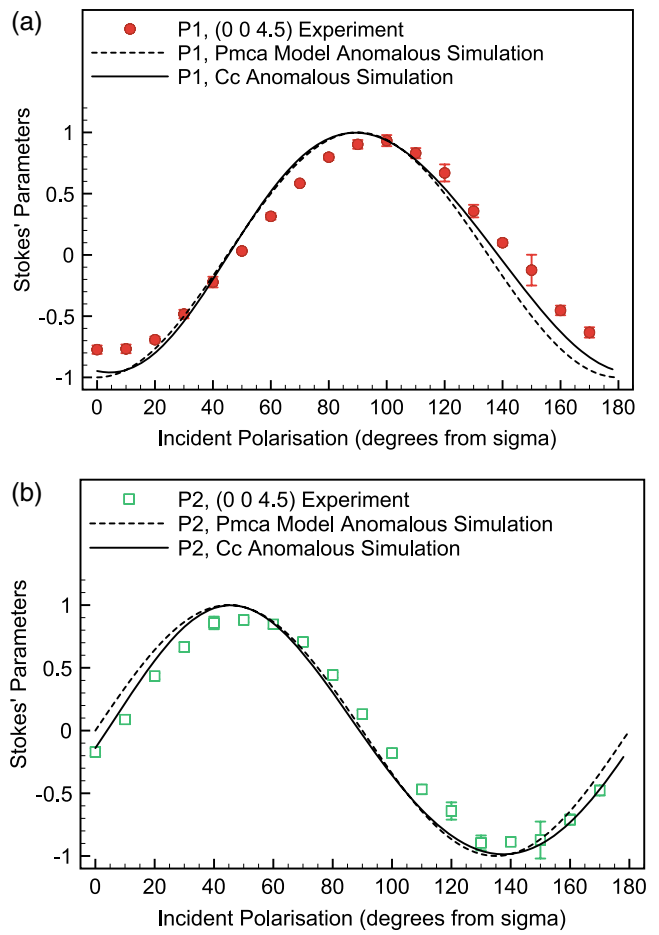 (a)
P1, (0 0 4.5) Experiment
P1, Pmca Model Anomalous Simulation
P1, Cc Anomalous Simulation
Stokes' Parameters
1
0.5
0
-0.5
-1
0 20 40 60 80 100 120 140 160 180
Incident Polarisation (degrees from sigma)
(b)
P2, (0 0 4.5) Experiment
P2, Pmca Model Anomalous Simulation
P2, Cc Anomalous Simulation
Stokes' Parameters
1
0.5
0
-0.5
-1
0 20 40 60 80 100 120 140 160 180
Incident Polarisation (degrees from sigma)